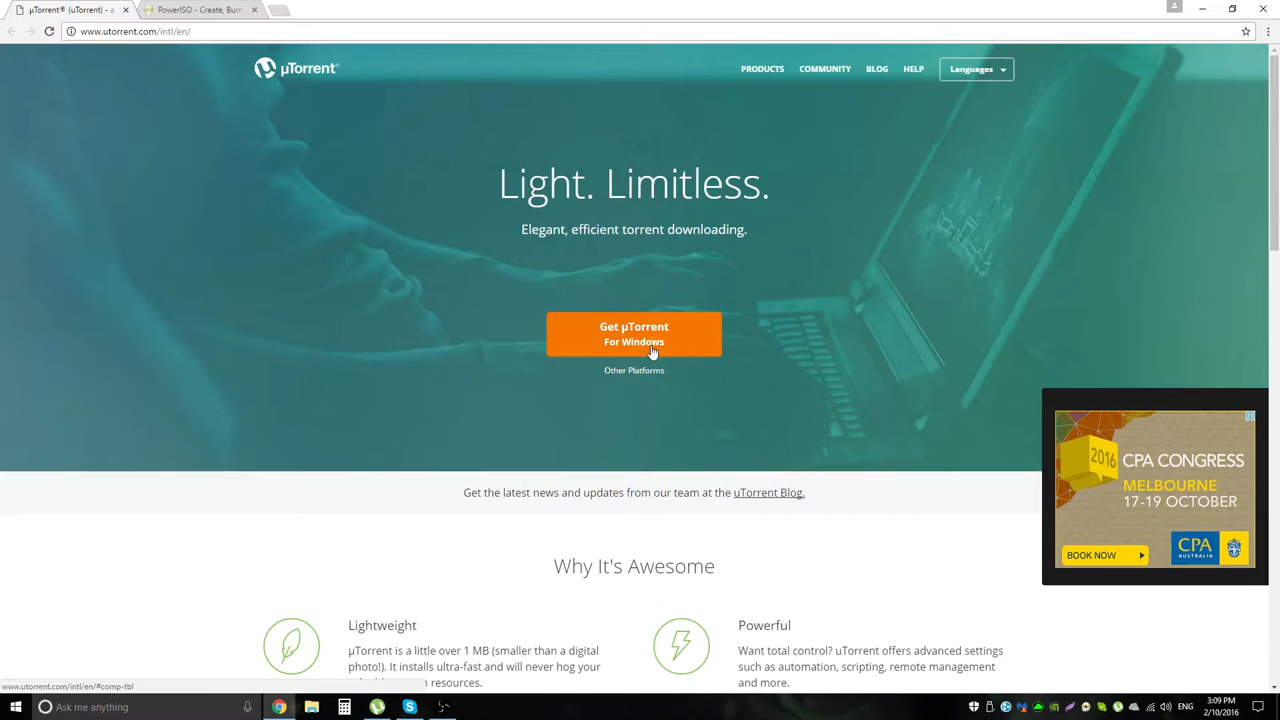 µTorrent® (uTorrent) - a
PowerISO - Create, Burn
www.utorrent.com/intl/en/
µTorrent®
PRODUCTS
COMMUNITY
BLOG
HELP
Languages
Light. Limitless.
Elegant, efficient torrent downloading.
Get µTorrent
For Windows
Other Platforms
2016
CPA CONGRESS
MELBOURNE
17-19 OCTOBER
BOOK NOW
CPA
AUSTRALIA
Get the latest news and updates from our team at the uTorrent Blog.
Why It's Awesome
Lightweight
µTorrent is a little over 1 MB (smaller than a digital
photo!). It installs ultra-fast and will never hog your
resources.
Powerful
Want total control? uTorrent offers advanced settings
such as automation, scripting, remote management
and more.
www.utorrent.com/intl/en/#comp-tbl
Ask me anything
ENG
3:09 PM
2/10/2016